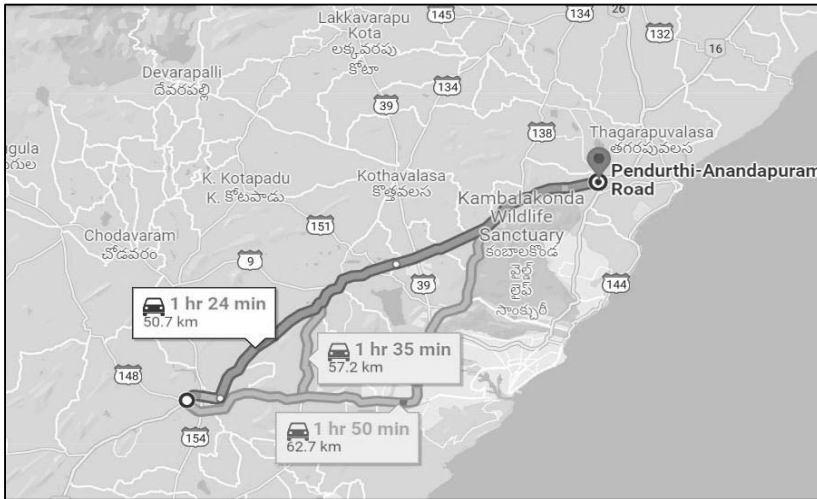 Lakkavarapu
Kota
లక్కవరపు
కోట
145
134
26
132
16
Devarapalli
దేవరపల్లి
39
134
138
Thagarapuvalasa
తగరపువలస
Pendurthi-Anandapuram
Road
gula
గుల
K. Kotapadu
K. కోటపాడు
Kothavalasa
కొత్తవలస
Kambalakonda
Wildlife
Sanctuary
కంబాలకొండ
వైల్డ్
లైఫ్
సాంక్చురీ
Chodavaram
చోడవరం
151
9
39
144
1 hr 24 min
50.7 km
1 hr 35 min
57.2 km
148
154
1 hr 50 min
62.7 km